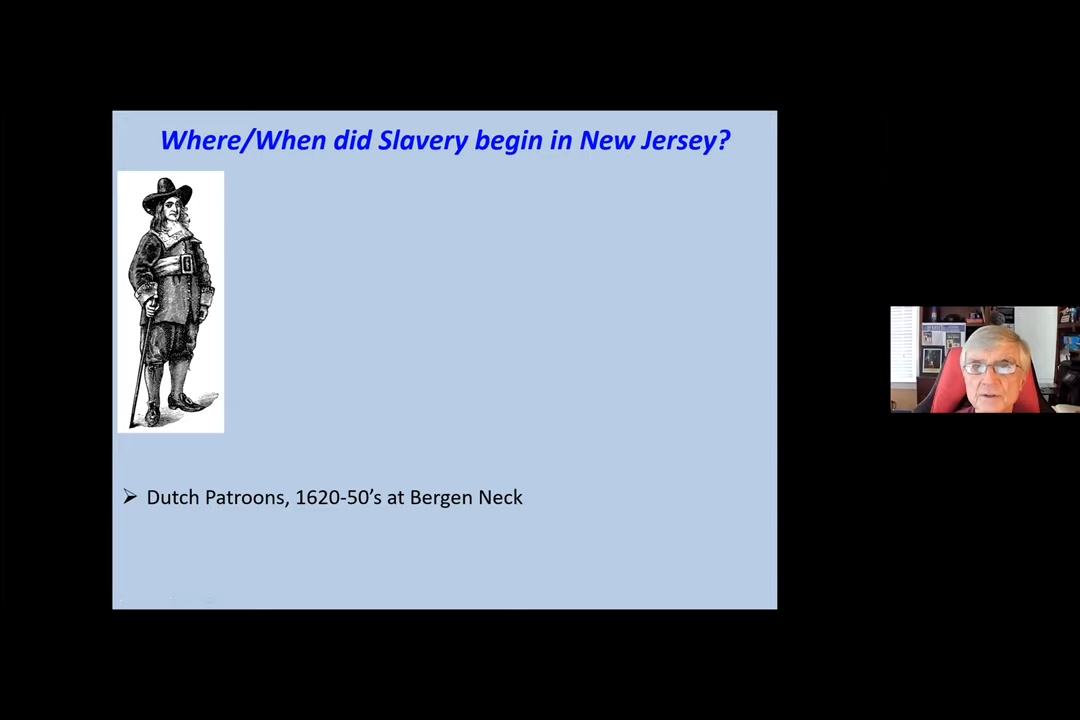 Where/When did Slavery begin in New Jersey?
➢ Dutch Patroons, 1620-50’s at Bergen Neck